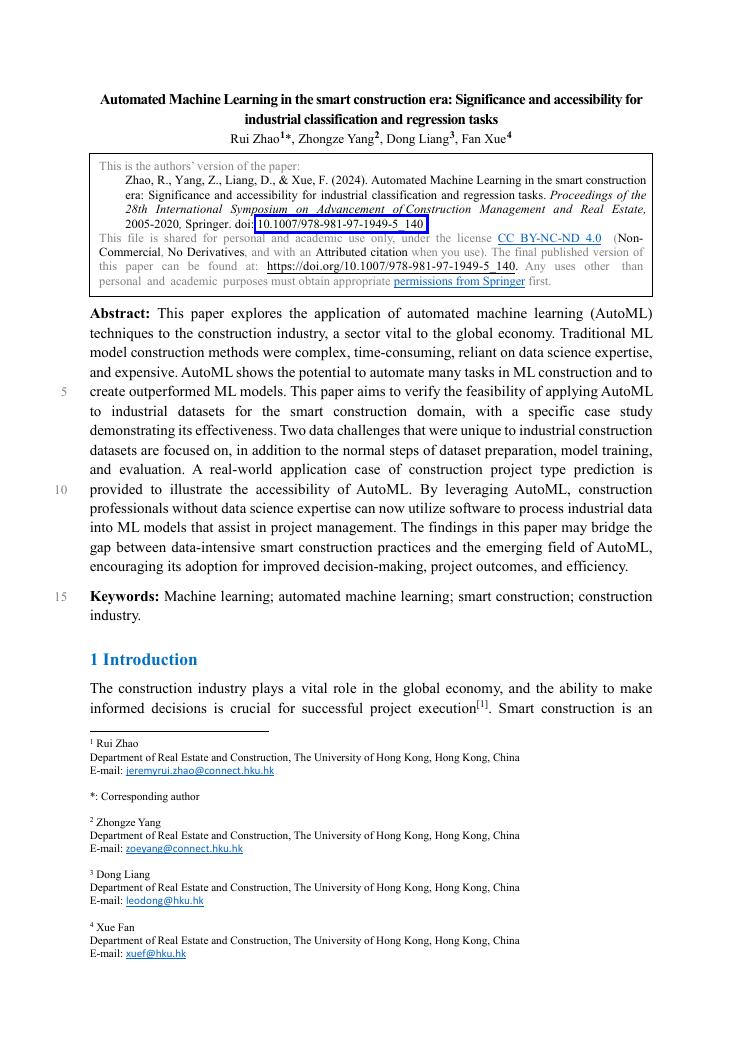 Automated Machine Learning in the smart construction era: Significance and accessibility for
industrial classification and regression tasks
Rui Zhao1*, Zhongze Yang2, Dong Liang3, Fan Xue4
This is the authors' version of the paper:
Zhao, R., Yang, Z., Liang, D., & Xue, F. (2024). Automated Machine Learning in the smart construction
era: Significance and accessibility for industrial classification and regression tasks. Proceedings of the
28th International Symposium on Advancement of Construction Management and Real Estate,
2005-2020, Springer. doi: 10.1007/978-981-97-1949-5_140
This file is shared for personal and academic use only, under the license CC BY-NC-ND 4.0 (Non-
Commercial, No Derivatives, and with an Attributed citation when you use). The final published version of
this paper can be found at: https://doi.org/10.1007/978-981-97-1949-5_140. Any uses other than
personal and academic purposes must obtain appropriate permissions from Springer first.
Abstract: This paper explores the application of automated machine learning (AutoML)
techniques to the construction industry, a sector vital to the global economy. Traditional ML
model construction methods were complex, time-consuming, reliant on data science expertise,
and expensive. AutoML shows the potential to automate many tasks in ML construction and to
5 create outperformed ML models. This paper aims to verify the feasibility of applying AutoML
to industrial datasets for the smart construction domain, with a specific case study
demonstrating its effectiveness. Two data challenges that were unique to industrial construction
datasets are focused on, in addition to the normal steps of dataset preparation, model training,
and evaluation. A real-world application case of construction project type prediction is
10 provided to illustrate the accessibility of AutoML. By leveraging AutoML, construction
professionals without data science expertise can now utilize software to process industrial data
into ML models that assist in project management. The findings in this paper may bridge the
gap between data-intensive smart construction practices and the emerging field of AutoML,
encouraging its adoption for improved decision-making, project outcomes, and efficiency.
15 Keywords: Machine learning; automated machine learning; smart construction; construction
industry.
1 Introduction
The construction industry plays a vital role in the global economy, and the ability to make
informed decisions is crucial for successful project execution[1]. Smart construction is an
1 Rui Zhao
Department of Real Estate and Construction, The University of Hong Kong, Hong Kong, China
E-mail: jeremyrui.zhao@connect.hku.hk
*: Corresponding author
2 Zhongze Yang
Department of Real Estate and Construction, The University of Hong Kong, Hong Kong, China
E-mail: zoeyang@connect.hku.hk
3 Dong Liang
Department of Real Estate and Construction, The University of Hong Kong, Hong Kong, China
E-mail: leodong@hku.hk
4 Xue Fan
Department of Real Estate and Construction, The University of Hong Kong, Hong Kong, China
E-mail: xuef@hku.hk